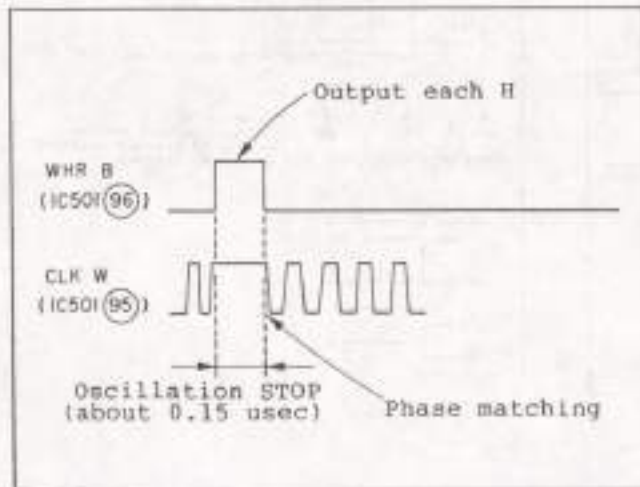 Output each H
WHR B
(IC501 96)
CLK W
(IC501 95)
Oscillation STOP
(about 0.15 usec)
Phase matching